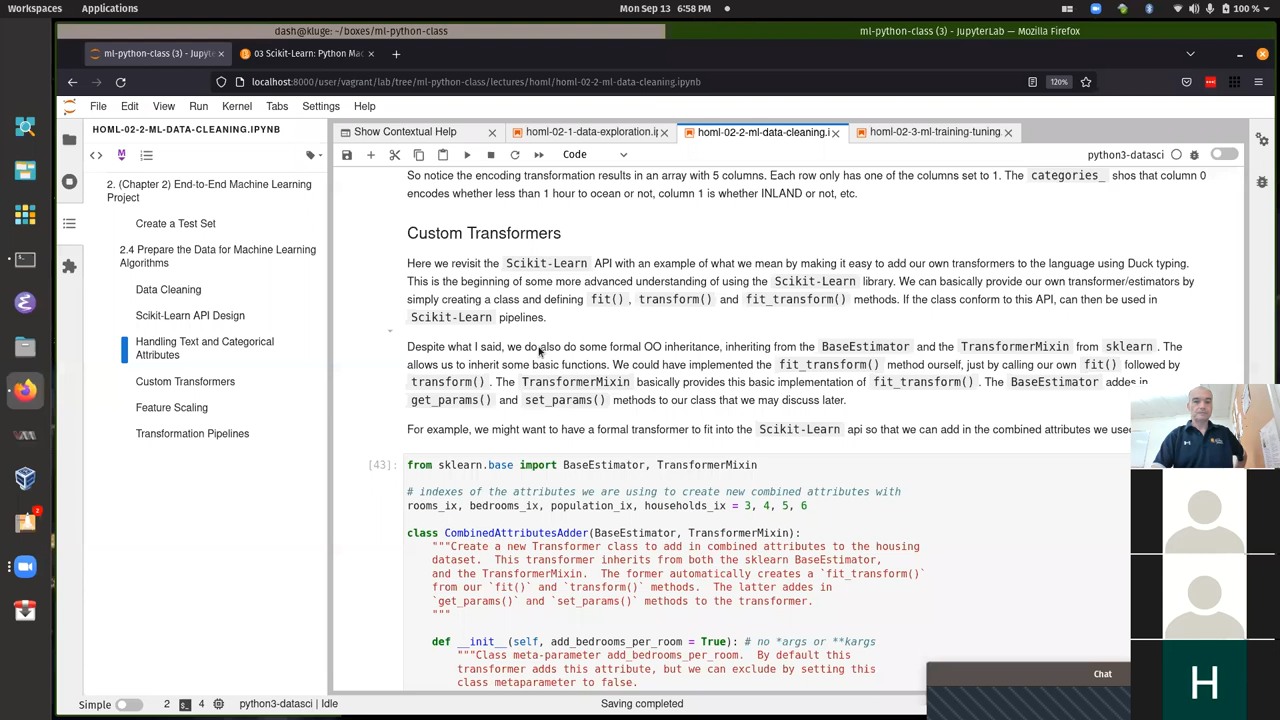 Workspaces Applications Mon Sep 13 6:58 PM 100 %
dash@kluge: ~/boxes/ml-python-class ml-python-class (3) - JupyterLab — Mozilla Firefox
ml-python-class (3) - Jupyte 03 Scikit-Learn: Python Mac
localhost:8000/user/vagrant/lab/tree/ml-python-class/lectures/homl/homl-02-2-ml-data-cleaning.ipynb 120%
File Edit View Run Kernel Tabs Settings Help
HOML-02-2-ML-DATA-CLEANING.IPYNB
Show Contextual Help homl-02-1-data-exploration.ip homl-02-2-ml-data-cleaning.i homl-02-3-ml-training-tuning.
Code python3-datasci
2. (Chapter 2) End-to-End Machine Learning
Project
Create a Test Set
2.4 Prepare the Data for Machine Learning
Algorithms
Data Cleaning
Scikit-Learn API Design
Handling Text and Categorical
Attributes
Custom Transformers
Feature Scaling
Transformation Pipelines
So notice the encoding transformation results in an array with 5 columns. Each row only has one of the columns set to 1. The categories_ shos that column 0
encodes whether less than 1 hour to ocean or not, column 1 is whether INLAND or not, etc.
Custom Transformers
Here we revisit the Scikit-Learn API with an example of what we mean by making it easy to add our own transformers to the language using Duck typing.
This is the beginning of some more advanced understanding of using the Scikit-Learn library. We can basically provide our own transformer/estimators by
simply creating a class and defining fit() , transform() and fit_transform() methods. If the class conform to this API, can then be used in
Scikit-Learn pipelines.
Despite what I said, we do also do some formal OO inheritance, inheriting from the BaseEstimator and the TransformerMixin from sklearn . The
allows us to inherit some basic functions. We could have implemented the fit_transform() method ourself, just by calling our own fit() followed by
transform() . The TransformerMixin basically provides this basic implementation of fit_transform() . The BaseEstimator addes in
get_params() and set_params() methods to our class that we may discuss later.
For example, we might want to have a formal transformer to fit into the Scikit-Learn api so that we can add in the combined attributes we used
[43]: from sklearn.base import BaseEstimator, TransformerMixin
# indexes of the attributes we are using to create new combined attributes with
rooms_ix, bedrooms_ix, population_ix, households_ix = 3, 4, 5, 6
class CombinedAttributesAdder(BaseEstimator, TransformerMixin):
"""Create a new Transformer class to add in combined attributes to the housing
dataset. This transformer inherits from both the sklearn BaseEstimator,
and the TransformerMixin. The former automatically creates a `fit_transform()`
from our `fit()` and `transform()` methods. The latter addes in
`get_params()` and `set_params()` methods to the transformer.
"""
def __init__(self, add_bedrooms_per_room = True): # no *args or **kargs
"""Class meta-parameter add_bedrooms_per_room. By default this
transformer adds this attribute, but we can exclude by setting this
class metaparameter to false.
H
Chat
Simple 2 4 python3-datasci | Idle Saving completed